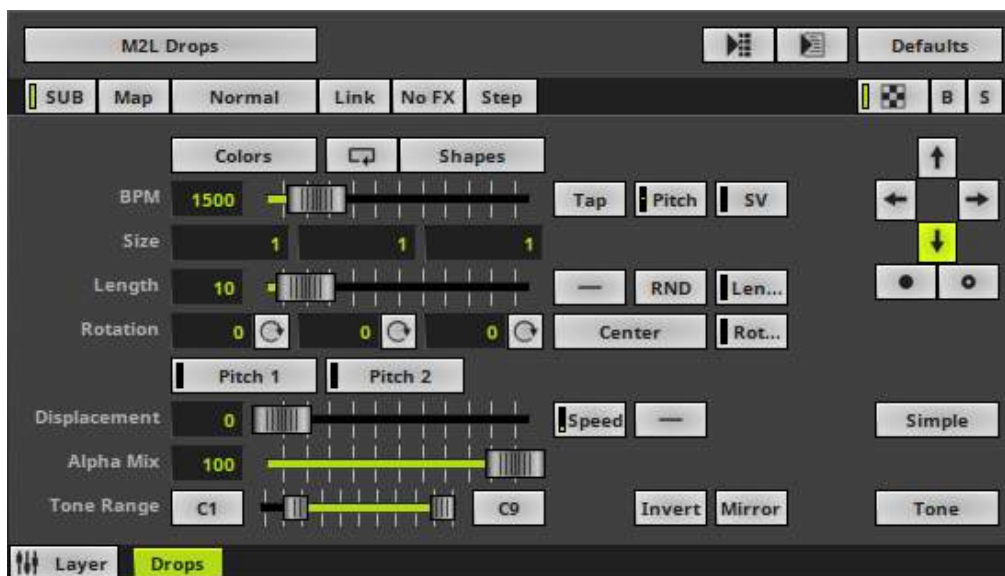 M2L Drops Defaults
SUB Map Normal Link No FX Step B S
Colors Shapes
BPM 1500 Tap Pitch SV
Size 1 1 1
Length 10 RND Len...
Rotation 0 0 0 Center Rot...
Pitch 1 Pitch 2
Displacement 0 Speed Simple
Alpha Mix 100
Tone Range C1 C9 Invert Mirror Tone
Layer Drops